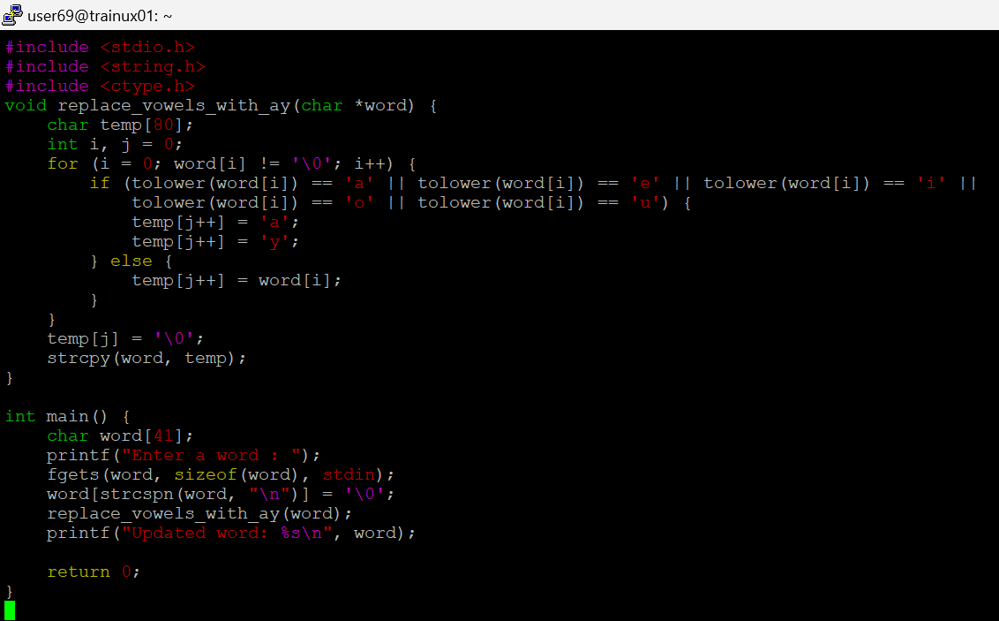 user69@trainux01: ~
#include <stdio.h>
#include <string.h>
#include <ctype.h>
void replace_vowels_with_ay(char *word) {
    char temp[80];
    int i, j = 0;
    for (i = 0; word[i] != '\0'; i++) {
        if (tolower(word[i]) == 'a' || tolower(word[i]) == 'e' || tolower(word[i]) == 'i' ||
            tolower(word[i]) == 'o' || tolower(word[i]) == 'u') {
            temp[j++] = 'a';
            temp[j++] = 'y';
        } else {
            temp[j++] = word[i];
        }
    }
    temp[j] = '\0';
    strcpy(word, temp);
}

int main() {
    char word[41];
    printf("Enter a word : ");
    fgets(word, sizeof(word), stdin);
    word[strcspn(word, "\n")] = '\0';
    replace_vowels_with_ay(word);
    printf("Updated word: %s\n", word);

    return 0;
}